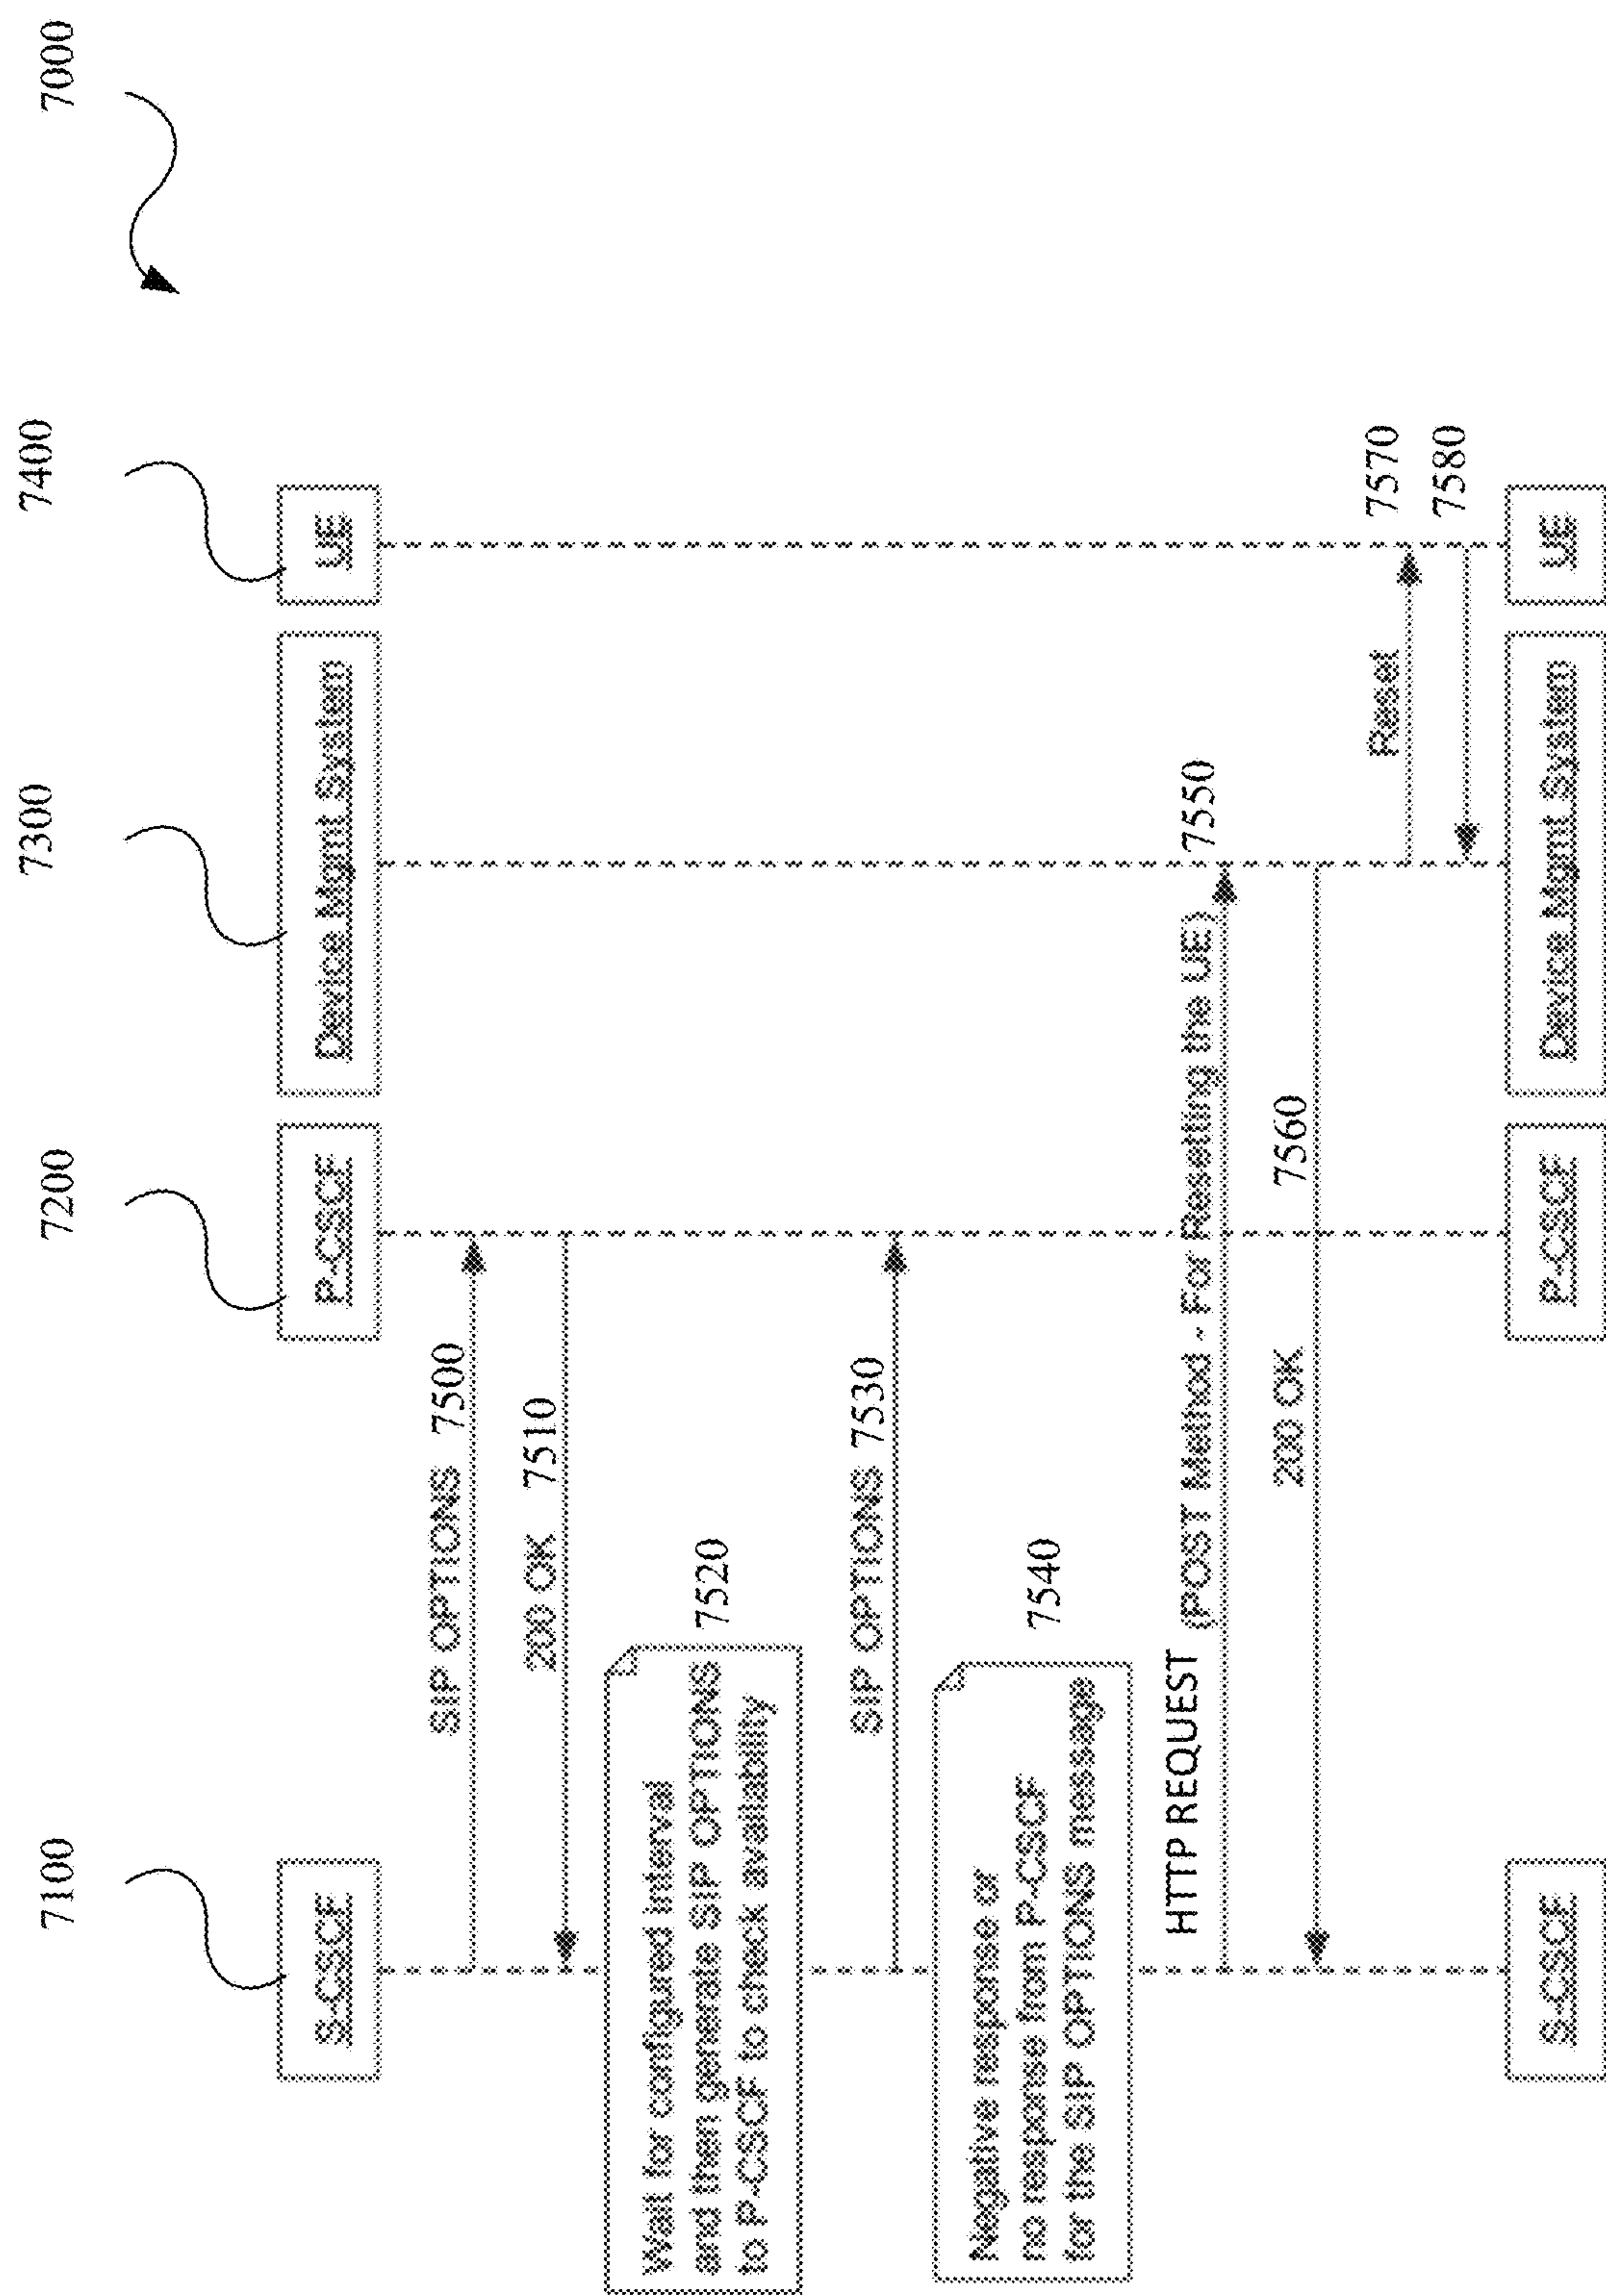 7000
7100
7200
7300
7400
S-CSCF
P-CSCF
Device Mgmt System
UE
SIP OPTIONS 7500
200 OK 7510
Wait for configured interval
and then generate SIP OPTIONS
to P-CSCF to check availability
7520
SIP OPTIONS 7530
Negative response or
no response from P-CSCF
for the SIP OPTIONS message
7540
HTTP REQUEST (POST Method - For Resetting the UE) 7550
200 OK 7560
Reset 7570
7580
S-CSCF
P-CSCF
Device Mgmt System
UE